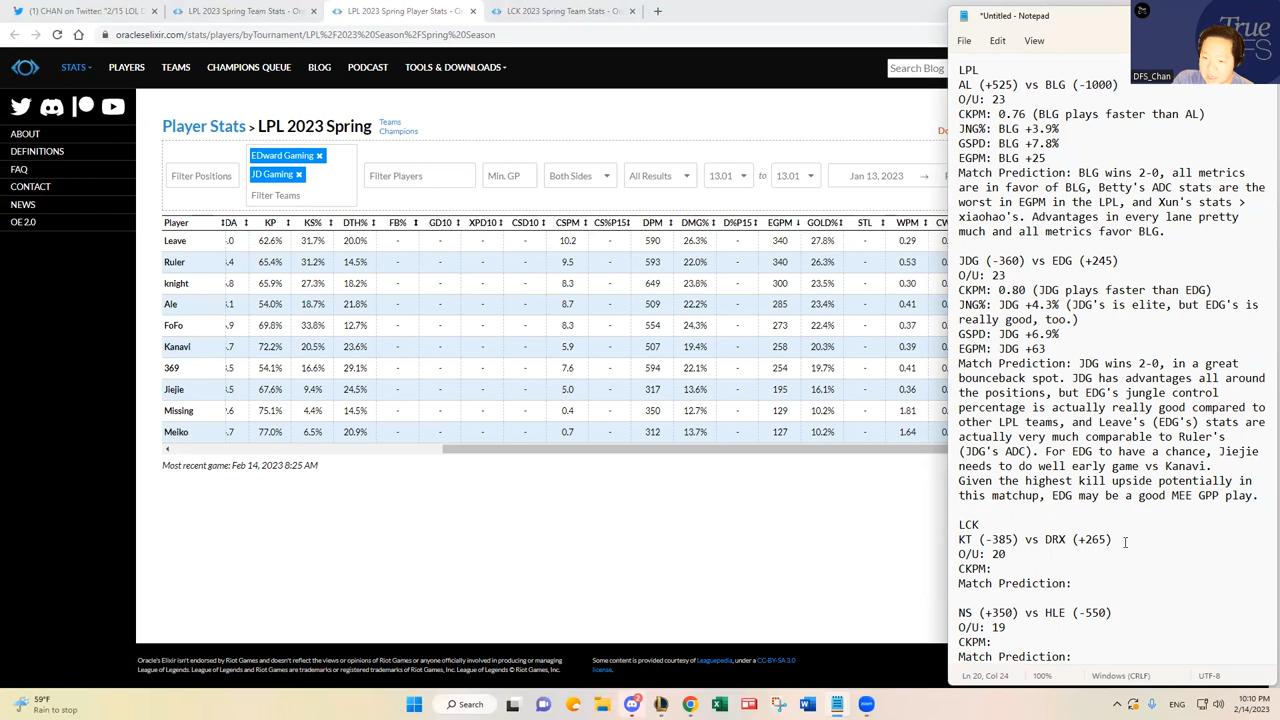 (1) CHAN on Twitter: "2/15 LOL D
LPL 2023 Spring Team Stats - Orac
LPL 2023 Spring Player Stats - O
LCK 2023 Spring Team Stats - Or
oracleselixir.com/stats/players/byTournament/LPL%2F2023%20Season%2FSpring%20Season
STATS
PLAYERS
TEAMS
CHAMPIONS QUEUE
BLOG
PODCAST
TOOLS & DOWNLOADS
Search Blog
ABOUT
DEFINITIONS
FAQ
CONTACT
NEWS
OE 2.0
Player Stats > LPL 2023 Spring
Teams
Champions
Filter Positions
EDward Gaming ×
JD Gaming ×
Filter Teams
Filter Players
Min. GP
Both Sides
All Results
13.01
to
13.01
Jan 13, 2023 →
Player DA KP KS% DTH% FB% GD10 XPD10 CSD10 CSPM CS%P15 DPM DMG% D%P15 EGPM GOLD% STL WPM CW
Leave .0 62.6% 31.7% 20.0% - - - - 10.2 - 590 26.3% - 340 27.8% - 0.29 0.
Ruler .4 65.4% 31.2% 14.5% - - - - 9.5 - 593 22.0% - 340 26.3% - 0.53 0.
knight .8 65.9% 27.3% 18.2% - - - - 8.3 - 649 23.8% - 300 23.5% - 0.30 0.
Ale .1 54.0% 18.7% 21.8% - - - - 8.7 - 509 22.2% - 285 23.4% - 0.41 0.
FoFo .9 69.8% 33.8% 12.7% - - - - 8.3 - 554 24.3% - 273 22.4% - 0.37 0.
Kanavi .7 72.2% 20.5% 23.6% - - - - 5.9 - 507 19.4% - 258 20.3% - 0.39 0.
369 .5 54.1% 16.6% 29.1% - - - - 7.6 - 594 22.1% - 254 19.7% - 0.41 0.
Jiejie .5 67.6% 9.4% 24.5% - - - - 5.0 - 317 13.6% - 195 16.1% - 0.36 0.
Missing .6 75.1% 4.4% 14.5% - - - - 0.4 - 350 12.7% - 129 10.2% - 1.81 0.
Meiko .7 77.0% 6.5% 20.9% - - - - 0.7 - 312 13.7% - 127 10.2% - 1.64 0.
Most recent game: Feb 14, 2023 8:25 AM
Oracle's Elixir isn't endorsed by Riot Games and doesn't reflect the views or opinions of Riot Games or anyone officially involved in producing or managing
League of Legends. League of Legends and Riot Games are trademarks or registered trademarks of Riot Games, Inc. League of Legends © Riot Games, Inc.
Some content is provided courtesy of Leaguepedia, under a CC-BY-SA 3.0
license.
*Untitled - Notepad
File Edit View
True
FS
DFS_Chan
LPL
AL (+525) vs BLG (-1000)
O/U: 23
CKPM: 0.76 (BLG plays faster than AL)
JNG%: BLG +3.9%
GSPD: BLG +7.8%
EGPM: BLG +25
Match Prediction: BLG wins 2-0, all metrics
are in favor of BLG, Betty's ADC stats are the
worst in EGPM in the LPL, and Xun's stats >
xiaohao's. Advantages in every lane pretty
much and all metrics favor BLG.
JDG (-360) vs EDG (+245)
O/U: 23
CKPM: 0.80 (JDG plays faster than EDG)
JNG%: JDG +4.3% (JDG's is elite, but EDG's is
really good, too.)
GSPD: JDG +6.9%
EGPM: JDG +63
Match Prediction: JDG wins 2-0, in a great
bounceback spot. JDG has advantages all around
the positions, but EDG's jungle control
percentage is actually really good compared to
other LPL teams, and Leave's (EDG's) stats are
actually very much comparable to Ruler's
(JDG's ADC). For EDG to have a chance, Jiejie
needs to do well early game vs Kanavi.
Given the highest kill upside potentially in
this matchup, EDG may be a good MEE GPP play.
LCK
KT (-385) vs DRX (+265)
O/U: 20
CKPM:
Match Prediction:
NS (+350) vs HLE (-550)
O/U: 19
CKPM:
Match Prediction:
Ln 20, Col 24
100%
Windows (CRLF)
UTF-8
59°F
Rain to stop
Search
10:10 PM
2/14/2023